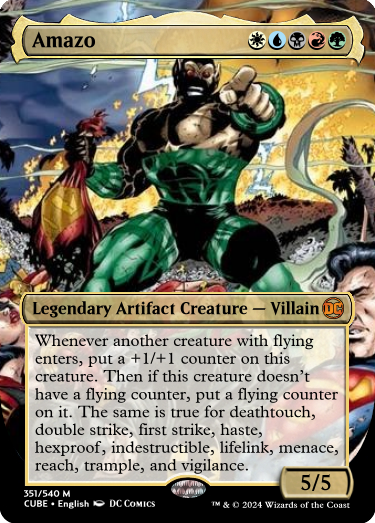 Amazo
Legendary Artifact Creature — Villain DC
Whenever another creature with flying
enters, put a +1/+1 counter on this
creature. Then if this creature doesn't
have a flying counter, put a flying counter
on it. The same is true for deathtouch,
double strike, first strike, haste,
hexproof, indestructible, lifelink, menace,
reach, trample, and vigilance.
5/5
351/540 M
CUBE • English DC Comics
™ & © 2024 Wizards of the Coast